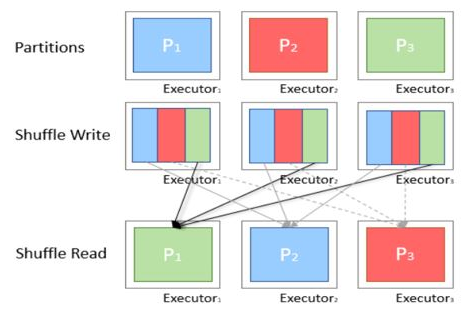 Partitions
P1
P2
P3
Executor1
Executor2
Executor3
Shuffle Write
Executor1
Executor2
Executor3
Shuffle Read
P1
P2
P3
Executor1
Executor2
Executor3